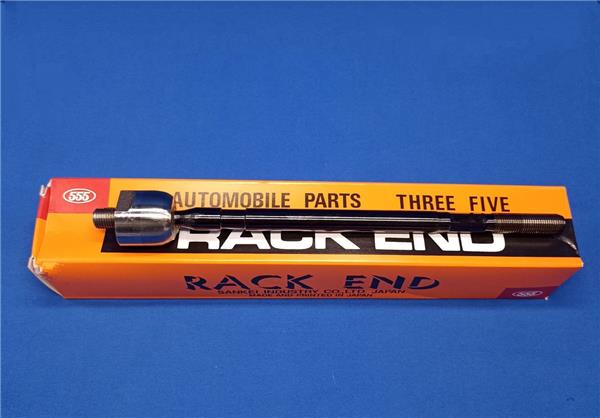 555
AUTOMOBILE PARTS THREE FIVE
RACK END
RACK END
SANKEI INDUSTRY CO., LTD. JAPAN
MADE AND PRINTED IN JAPAN
555